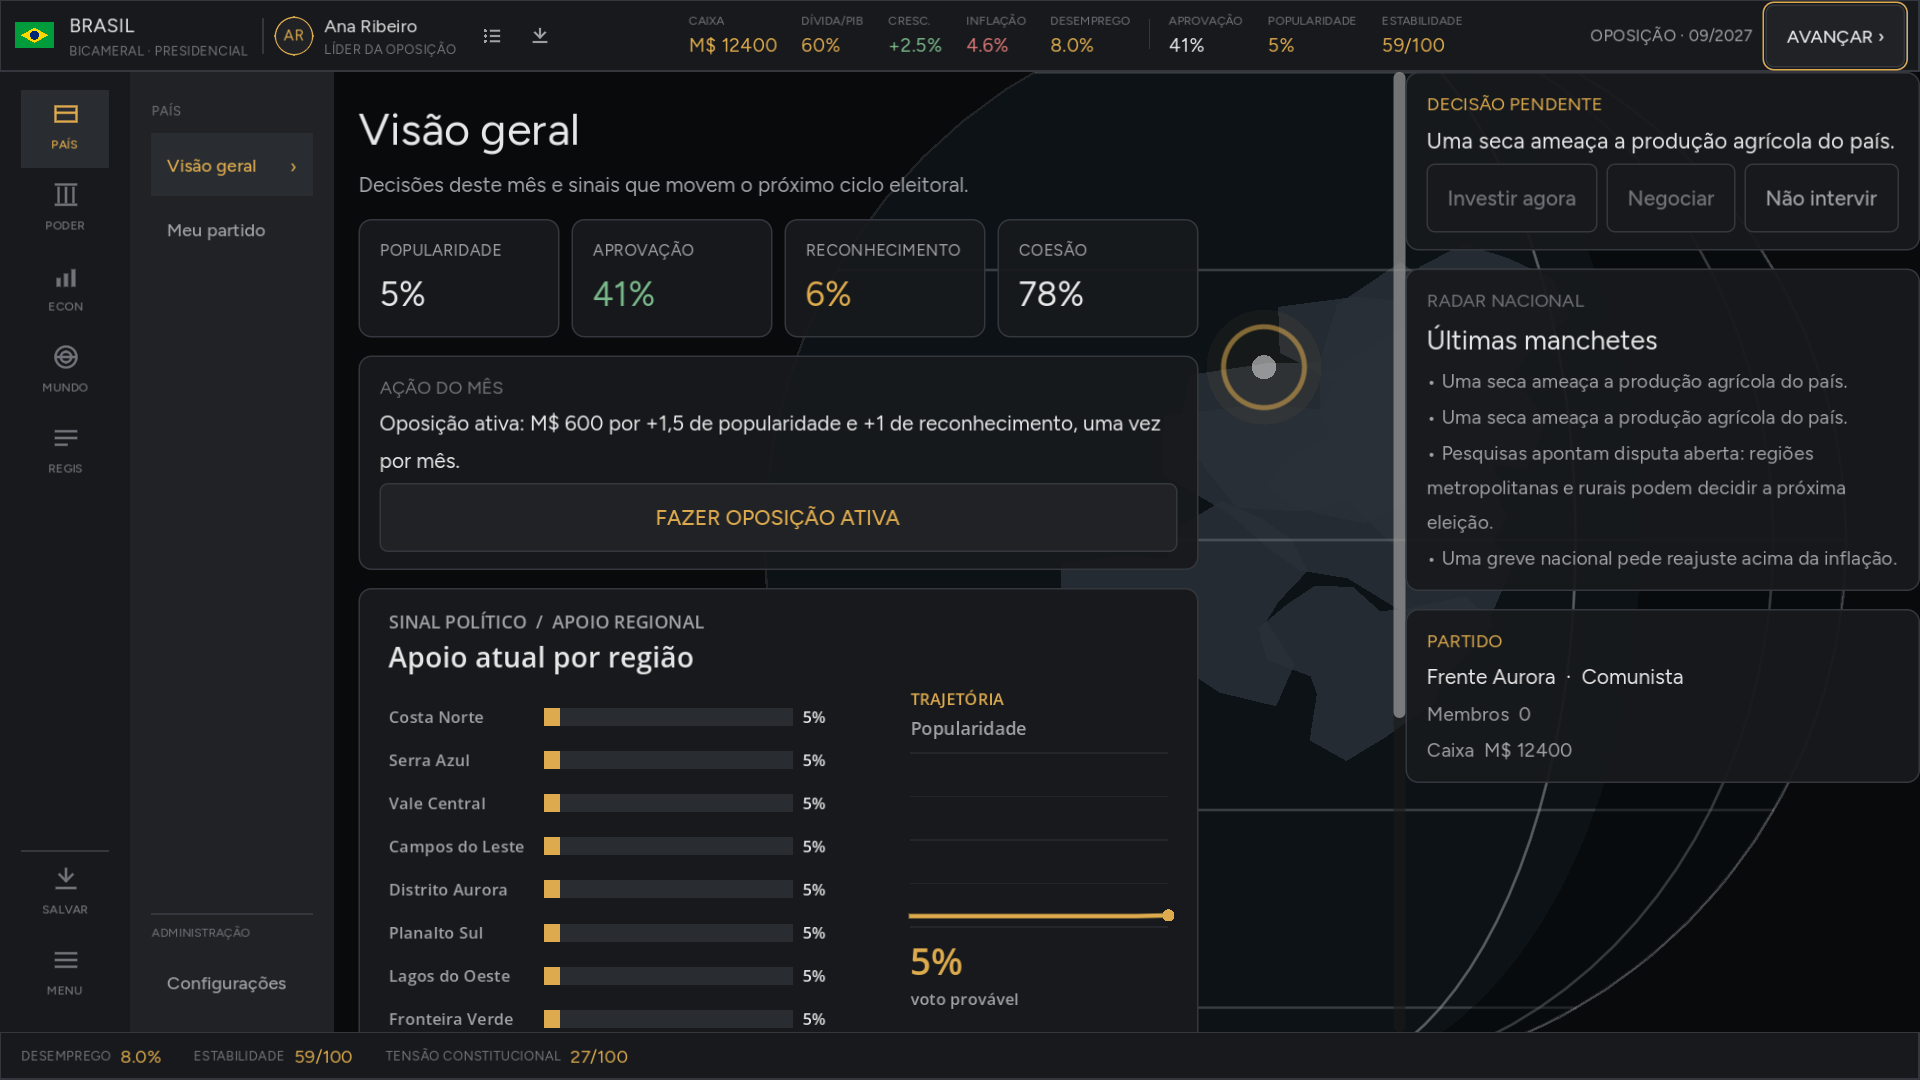 BRASIL
BICAMERAL · PRESIDENCIAL
AR
Ana Ribeiro
LÍDER DA OPOSIÇÃO
CAIXA
M$ 12400
DÍVIDA/PIB
60%
CRESC.
+2.5%
INFLAÇÃO
4.6%
DESEMPREGO
8.0%
APROVAÇÃO
41%
POPULARIDADE
5%
ESTABILIDADE
59/100
OPOSIÇÃO · 09/2027
AVANÇAR ›
PAÍS
PODER
ECON
MUNDO
REGIS
SALVAR
MENU
PAÍS
Visão geral ›
Meu partido
ADMINISTRAÇÃO
Configurações
Visão geral
Decisões deste mês e sinais que movem o próximo ciclo eleitoral.
POPULARIDADE
5%
APROVAÇÃO
41%
RECONHECIMENTO
6%
COESÃO
78%
AÇÃO DO MÊS
Oposição ativa: M$ 600 por +1,5 de popularidade e +1 de reconhecimento, uma vez
por mês.
FAZER OPOSIÇÃO ATIVA
SINAL POLÍTICO / APOIO REGIONAL
Apoio atual por região
Costa Norte 5%
Serra Azul 5%
Vale Central 5%
Campos do Leste 5%
Distrito Aurora 5%
Planalto Sul 5%
Lagos do Oeste 5%
Fronteira Verde 5%
TRAJETÓRIA
Popularidade
5%
voto provável
DECISÃO PENDENTE
Uma seca ameaça a produção agrícola do país.
Investir agora
Negociar
Não intervir
RADAR NACIONAL
Últimas manchetes
• Uma seca ameaça a produção agrícola do país.
• Uma seca ameaça a produção agrícola do país.
• Pesquisas apontam disputa aberta: regiões
metropolitanas e rurais podem decidir a próxima
eleição.
• Uma greve nacional pede reajuste acima da inflação.
PARTIDO
Frente Aurora · Comunista
Membros 0
Caixa M$ 12400
DESEMPREGO 8.0%
ESTABILIDADE 59/100
TENSÃO CONSTITUCIONAL 27/100